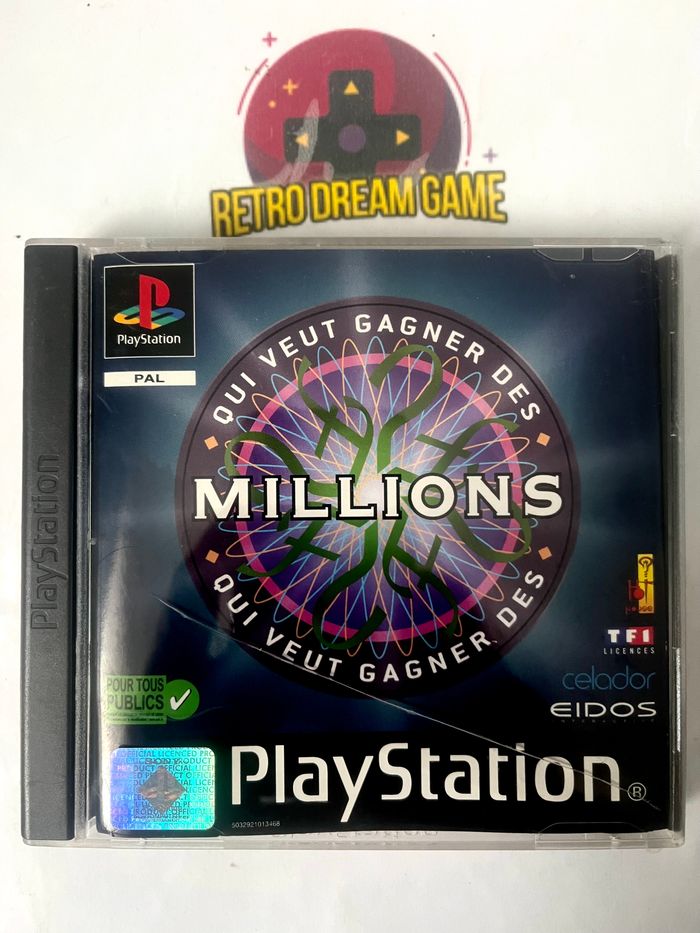 RETRO DREAM GAME
PlayStation
PAL
QUI VEUT GAGNER DES
MILLIONS
QUI VEUT GAGNER DES
PlayStation
TF1
LICENCES
celador
EIDOS
POUR TOUS
PUBLICS
PlayStation®
5032921013468